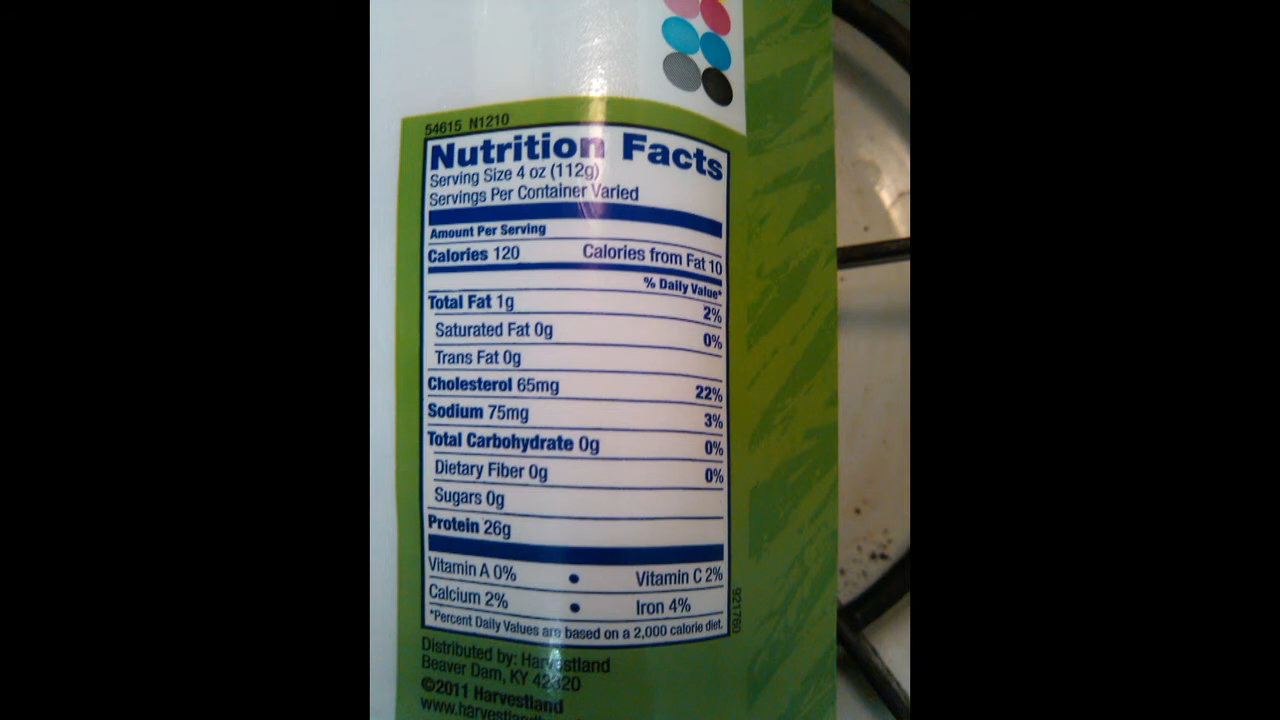 54615 N1210
Nutrition Facts
Serving Size 4 oz (112g)
Servings Per Container Varied
Amount Per Serving
Calories 120 Calories from Fat 10
% Daily Value*
Total Fat 1g 2%
Saturated Fat 0g 0%
Trans Fat 0g
Cholesterol 65mg 22%
Sodium 75mg 3%
Total Carbohydrate 0g 0%
Dietary Fiber 0g 0%
Sugars 0g
Protein 26g
Vitamin A 0% • Vitamin C 2%
Calcium 2% • Iron 4%
*Percent Daily Values are based on a 2,000 calorie diet.
921760
Distributed by: Harvestland
Beaver Dam, KY 42320
©2011 Harvestland